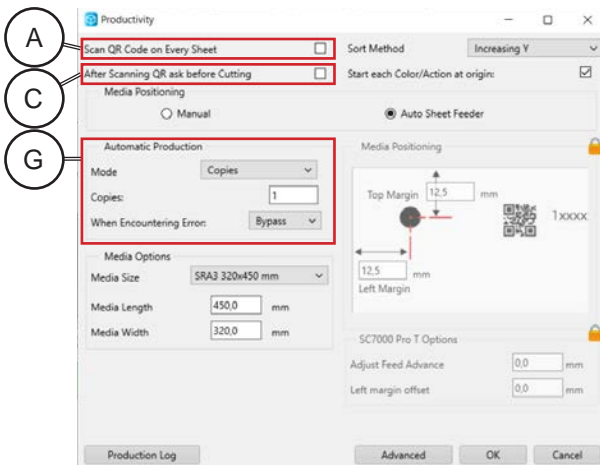 Productivity
A
Scan QR Code on Every Sheet
Sort Method Increasing Y
C
After Scanning QR ask before Cutting
Start each Color/Action at origin:
Media Positioning
Manual Auto Sheet Feeder
G
Automatic Production
Mode Copies
Copies: 1
When Encountering Error: Bypass
Media Positioning
Top Margin 12,5 mm
1xxxx
12,5 mm
Left Margin
Media Options
Media Size SRA3 320x450 mm
Media Length 450,0 mm
Media Width 320,0 mm
SC7000 Pro T Options
Adjust Feed Advance 0,0 mm
Left margin offset 0,0 mm
Production Log Advanced OK Cancel